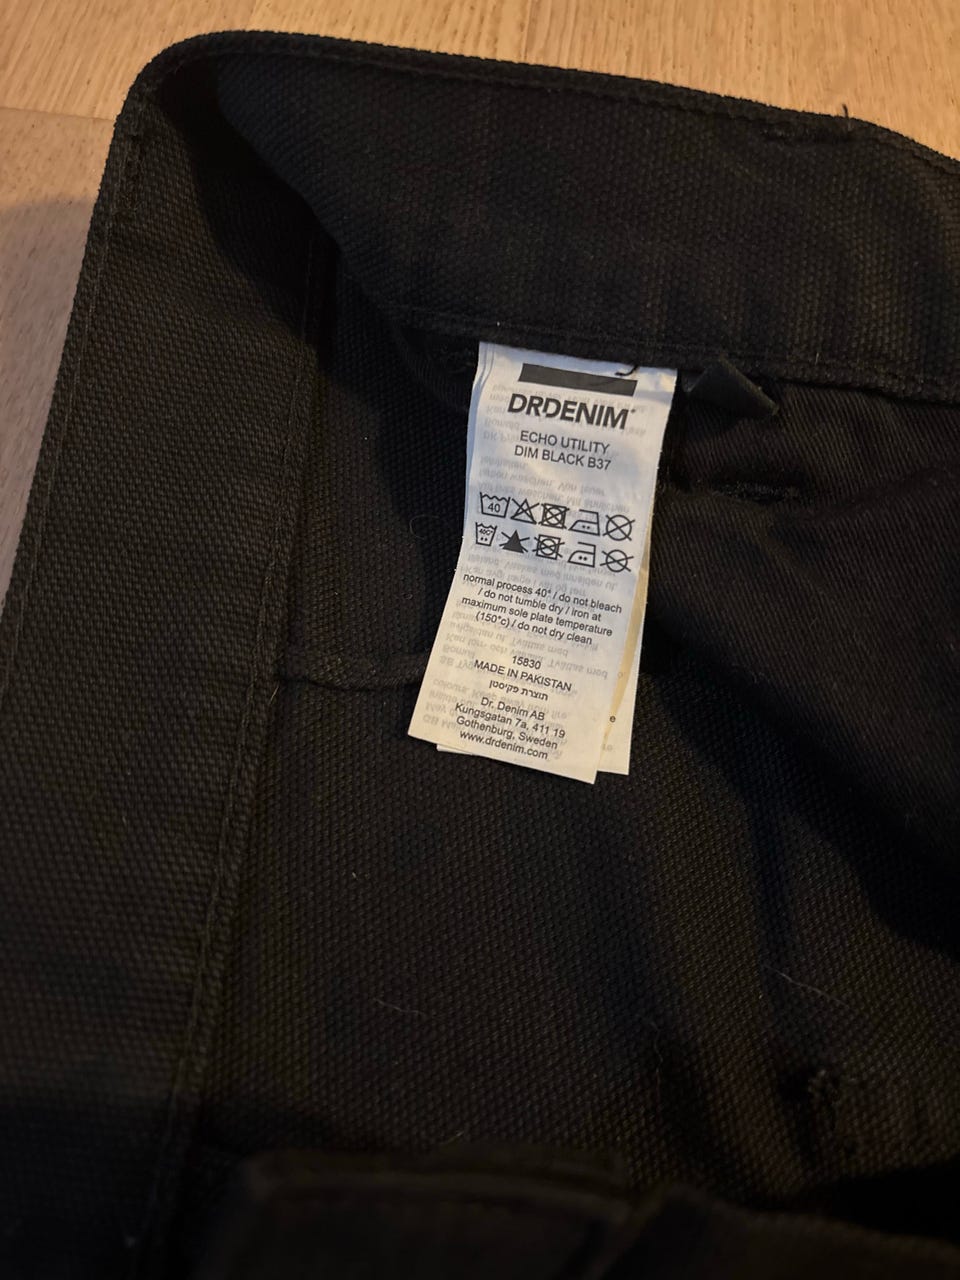 DRDENIM
ECHO UTILITY
DIM BLACK B37
40
40C°
normal process 40° / do not bleach
/ do not tumble dry / iron at
maximum sole plate temperature
(150°c) / do not dry clean
15830
MADE IN PAKISTAN
תוצרת פקיסטן
Dr. Denim AB
Kungsgatan 7a, 411 19
Gothenburg, Sweden
www.drdenim.com
e